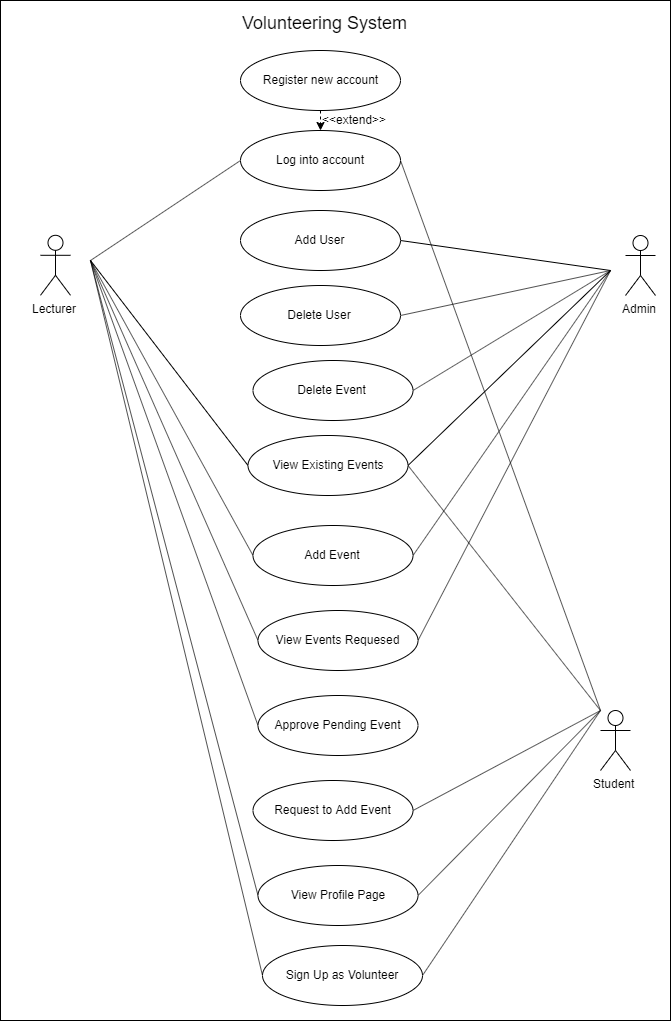 Volunteering System
Register new account
<<extend>>
Log into account
Add User
Lecturer
Admin
Delete User
Delete Event
View Existing Events
Add Event
View Events Requesed
Approve Pending Event
Student
Request to Add Event
View Profile Page
Sign Up as Volunteer